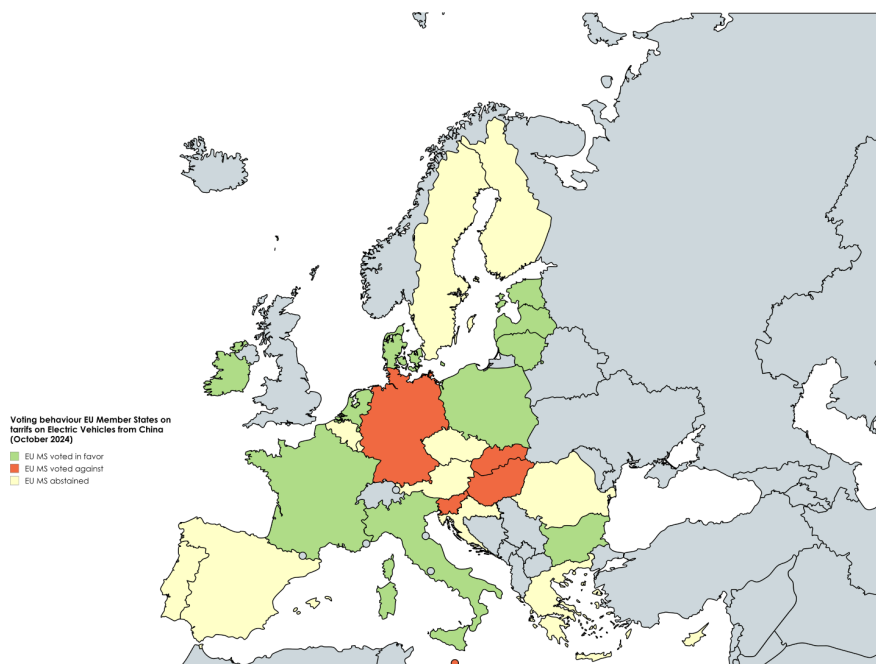 Voting behaviour EU Member States on
tarrifs on Electric Vehicles from China
(October 2024)
EU MS voted in favor
EU MS voted against
EU MS abstained